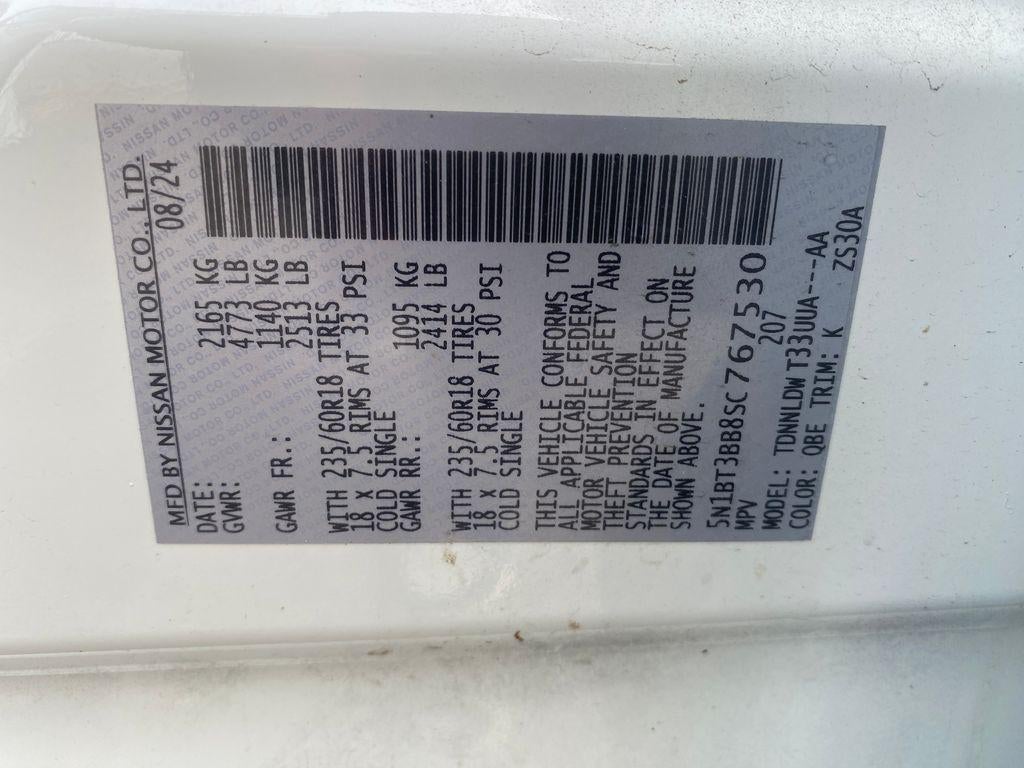 MFD BY NISSAN MOTOR CO., LTD.
DATE: 08/24
GVWR: 2165 KG
4773 LB
GAWR FR.: 1140 KG
2513 LB
WITH 235/60R18 TIRES
18 X 7.5 RIMS AT 33 PSI
COLD SINGLE
GAWR RR.: 1095 KG
2414 LB
WITH 235/60R18 TIRES
18 X 7.5 RIMS AT 30 PSI
COLD SINGLE
THIS VEHICLE CONFORMS TO
ALL APPLICABLE FEDERAL
MOTOR VEHICLE SAFETY AND
THEFT PREVENTION
STANDARDS IN EFFECT ON
THE DATE OF MANUFACTURE
SHOWN ABOVE.
5N1BT3BB8SC767530
MPV 207
MODEL: TDNNLDW T33UUA---AA
COLOR: QBE TRIM: K ZS30A